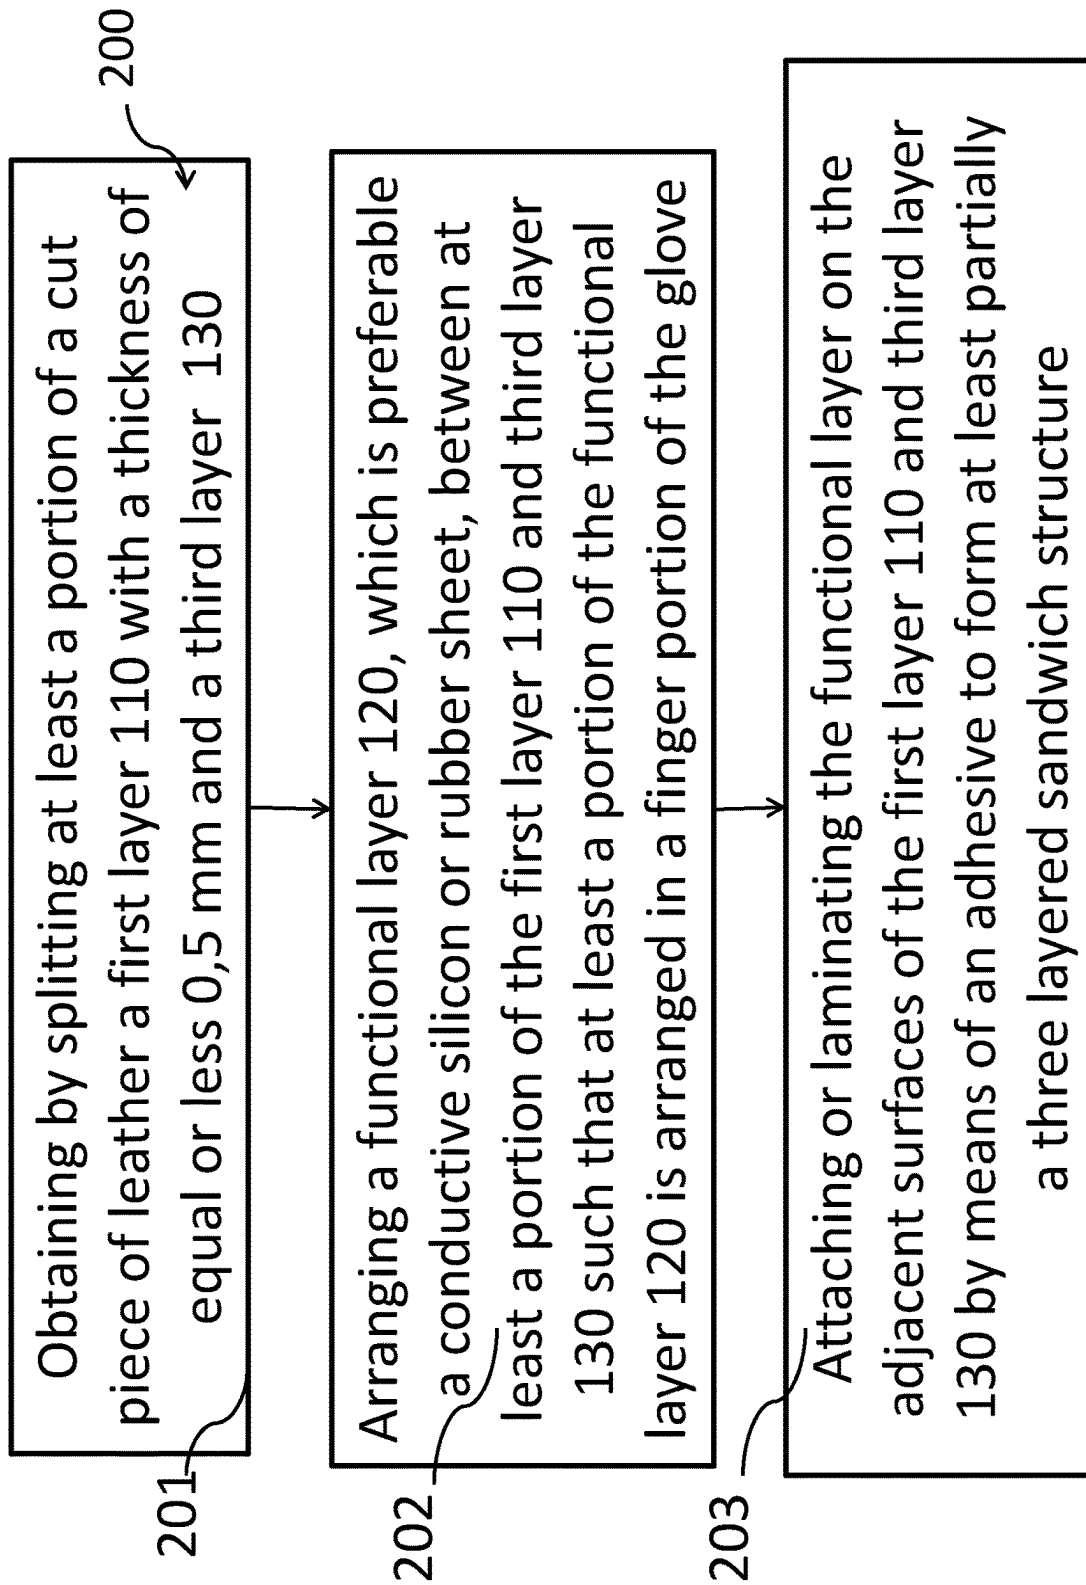 200
201
Obtaining by splitting at least a portion of a cut
piece of leather a first layer 110 with a thickness of
equal or less 0,5 mm and a third layer 130
202
Arranging a functional layer 120, which is preferable
a conductive silicon or rubber sheet, between at
least a portion of the first layer 110 and third layer
130 such that at least a portion of the functional
layer 120 is arranged in a finger portion of the glove
203
Attaching or laminating the functional layer on the
adjacent surfaces of the first layer 110 and third layer
130 by means of an adhesive to form at least partially
a three layered sandwich structure